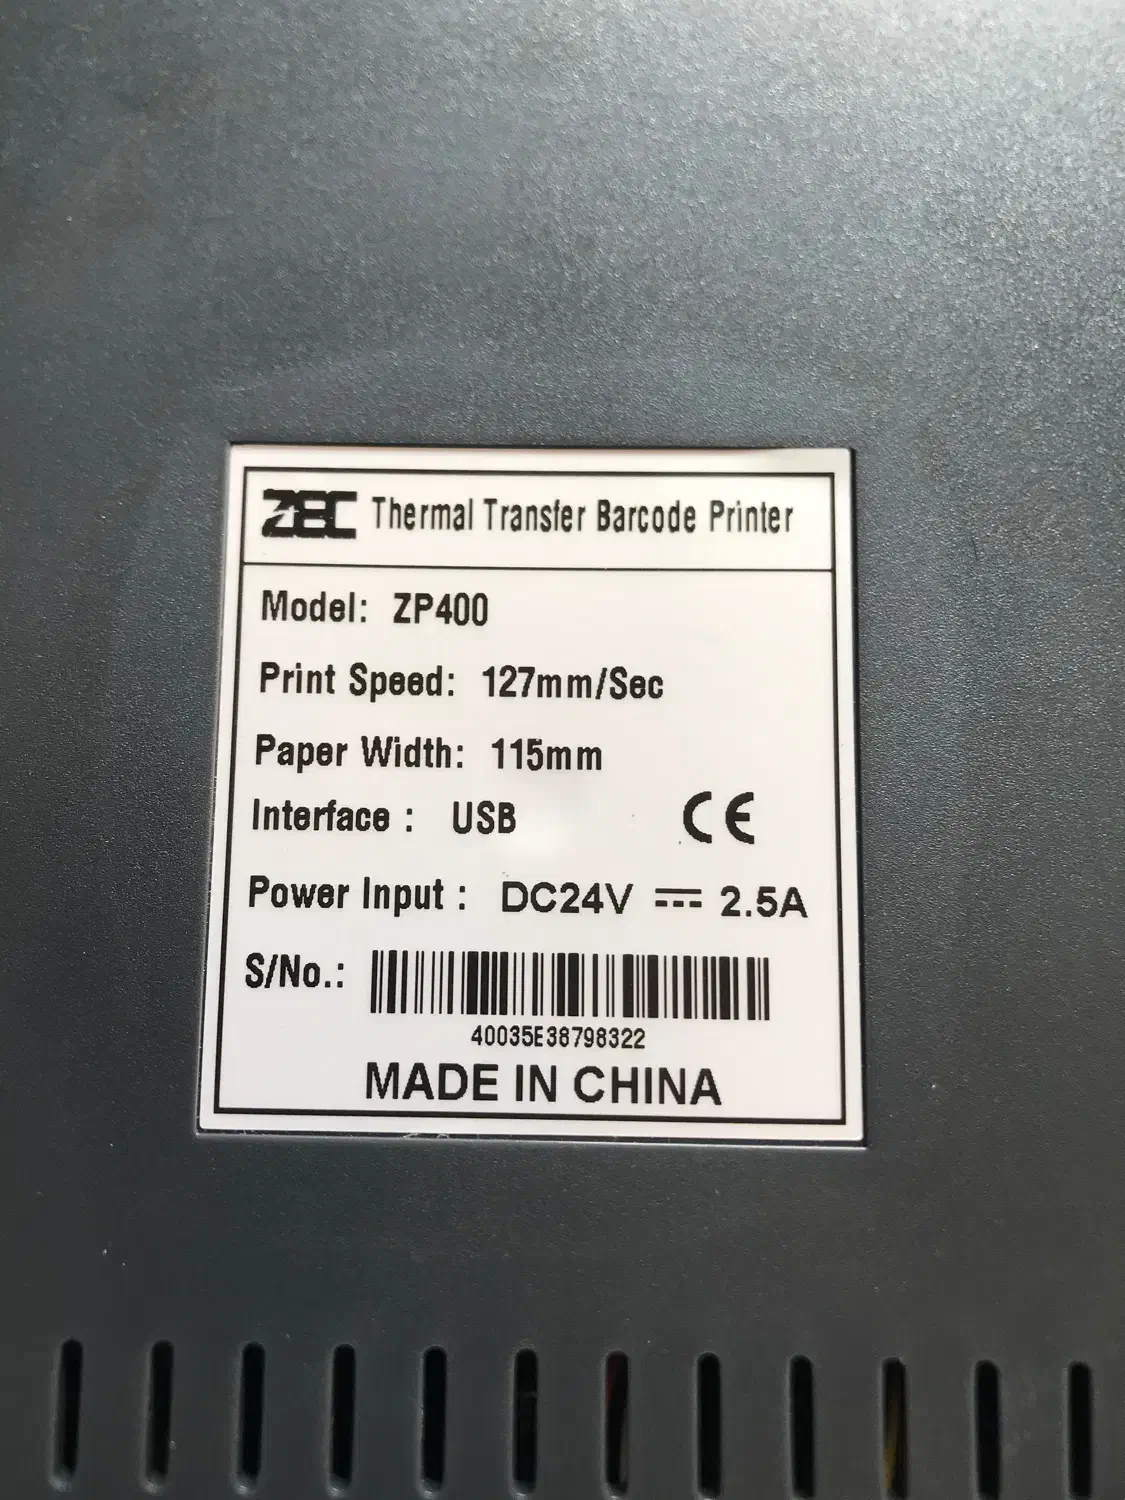 ZEC Thermal Transfer Barcode Printer
Model: ZP400
Print Speed: 127mm/Sec
Paper Width: 115mm
Interface : USB
CE
Power Input : DC24V ⎓ 2.5A
S/No.:
40035E38798322
MADE IN CHINA